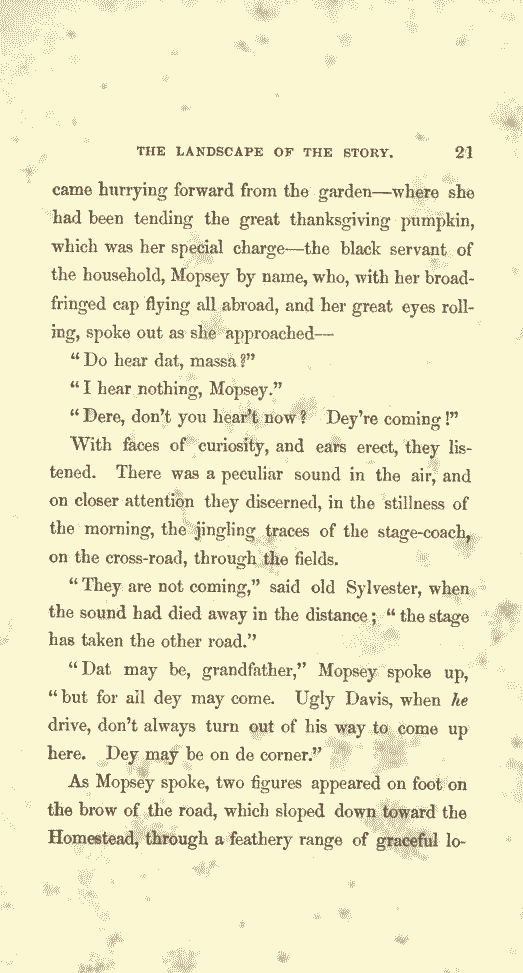 THE LANDSCAPE OF THE STORY. 21
came hurrying forward from the garden—where she
had been tending the great thanksgiving pumpkin,
which was her special charge—the black servant of
the household, Mopsey by name, who, with her broad-
fringed cap flying all abroad, and her great eyes roll-
ing, spoke out as she approached—
"Do hear dat, massa?"
"I hear nothing, Mopsey."
"Dere, don't you hear't now? Dey're coming!"
With faces of curiosity, and ears erect, they lis-
tened. There was a peculiar sound in the air, and
on closer attention they discerned, in the stillness of
the morning, the jingling traces of the stage-coach,
on the cross-road, through the fields.
"They are not coming," said old Sylvester, when
the sound had died away in the distance; "the stage
has taken the other road."
"Dat may be, grandfather," Mopsey spoke up,
"but for all dey may come. Ugly Davis, when he
drive, don't always turn out of his way to come up
here. Dey may be on de corner."
As Mopsey spoke, two figures appeared on foot on
the brow of the road, which sloped down toward the
Homestead, through a feathery range of graceful lo-